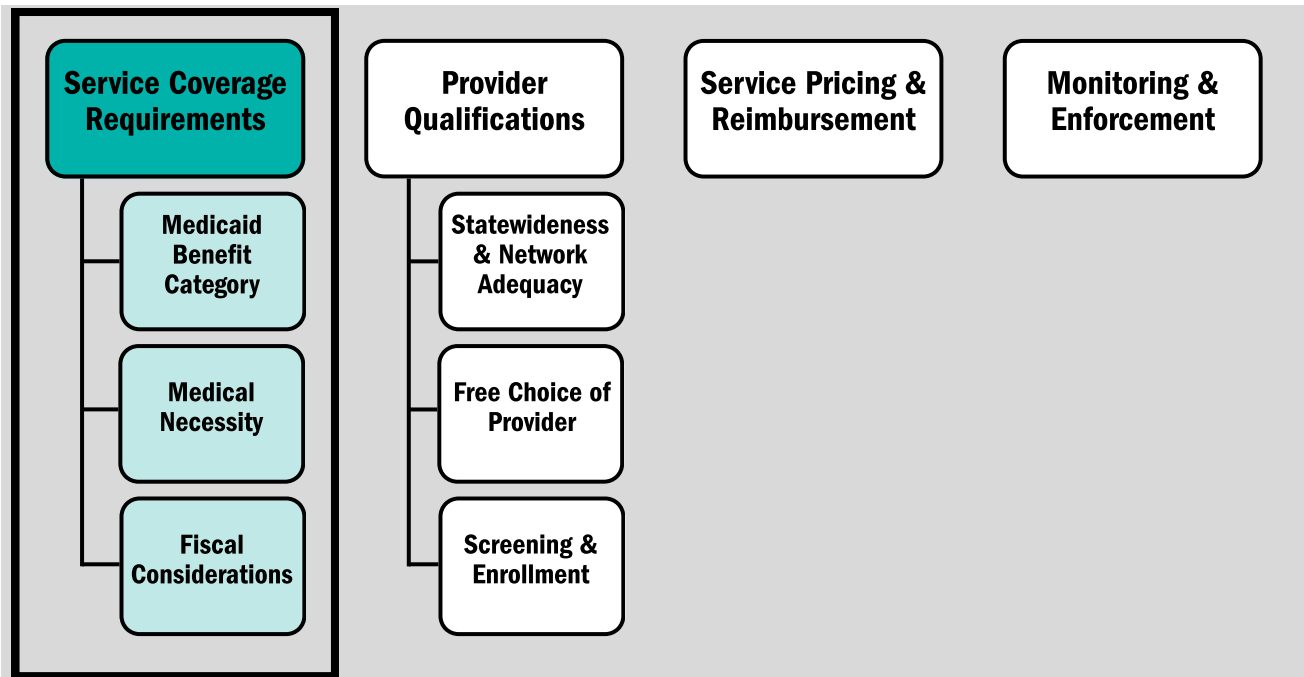 Service Coverage
Requirements
Medicaid
Benefit
Category
Medical
Necessity
Fiscal
Considerations
Provider
Qualifications
Statewideness
& Network
Adequacy
Free Choice of
Provider
Screening &
Enrollment
Service Pricing &
Reimbursement
Monitoring &
Enforcement